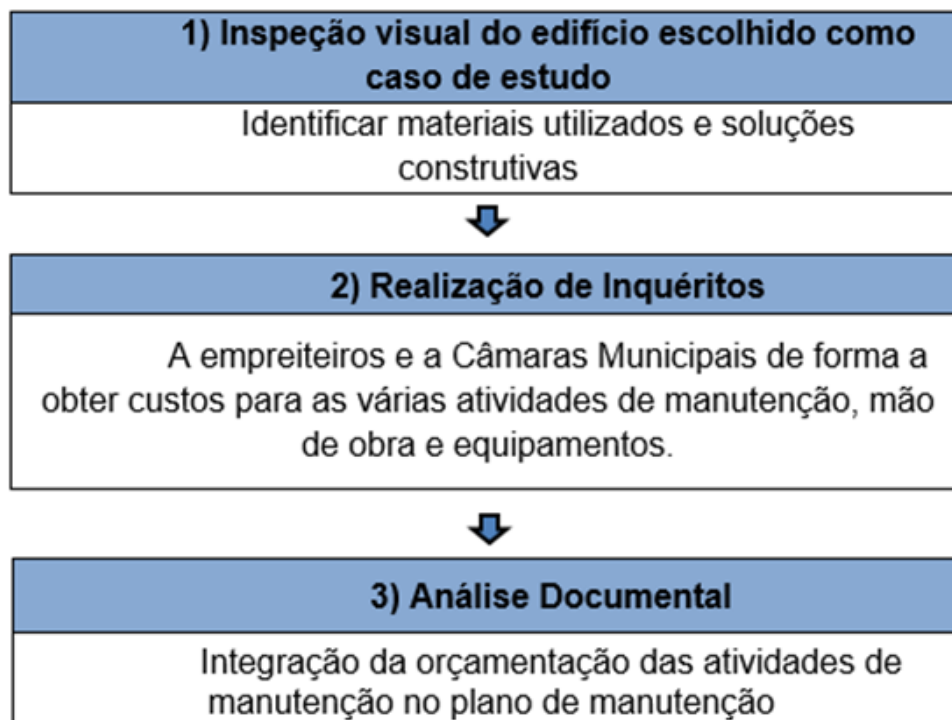 1) Inspeção visual do edifício escolhido como
caso de estudo
Identificar materiais utilizados e soluções
construtivas
2) Realização de Inquéritos
A empreiteiros e a Câmaras Municipais de forma a
obter custos para as várias atividades de manutenção, mão
de obra e equipamentos.
3) Análise Documental
Integração da orçamentação das atividades de
manutenção no plano de manutenção